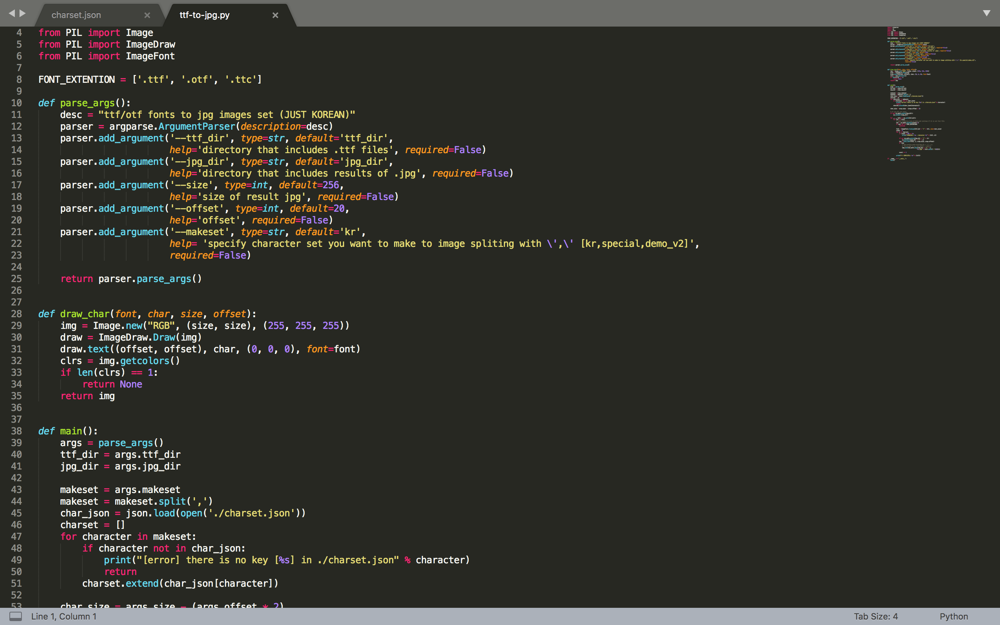 charset.json ×
ttf-to-jpg.py ×
4 from PIL import Image
5 from PIL import ImageDraw
6 from PIL import ImageFont
7
8 FONT_EXTENTION = ['.ttf', '.otf', '.ttc']
9
10 def parse_args():
11     desc = "ttf/otf fonts to jpg images set (JUST KOREAN)"
12     parser = argparse.ArgumentParser(description=desc)
13     parser.add_argument('--ttf_dir', type=str, default='ttf_dir',
14                         help='directory that includes .ttf files', required=False)
15     parser.add_argument('--jpg_dir', type=str, default='jpg_dir',
16                         help='directory that includes results of .jpg', required=False)
17     parser.add_argument('--size', type=int, default=256,
18                         help='size of result jpg', required=False)
19     parser.add_argument('--offset', type=int, default=20,
20                         help='offset', required=False)
21     parser.add_argument('--makeset', type=str, default='kr',
22                         help= 'specify character set you want to make to image spliting with \',\' [kr,special,demo_v2]',
23                         required=False)
24
25     return parser.parse_args()
26
27
28 def draw_char(font, char, size, offset):
29     img = Image.new("RGB", (size, size), (255, 255, 255))
30     draw = ImageDraw.Draw(img)
31     draw.text((offset, offset), char, (0, 0, 0), font=font)
32     clrs = img.getcolors()
33     if len(clrs) == 1:
34         return None
35     return img
36
37
38 def main():
39     args = parse_args()
40     ttf_dir = args.ttf_dir
41     jpg_dir = args.jpg_dir
42
43     makeset = args.makeset
44     makeset = makeset.split(',')
45     char_json = json.load(open('./charset.json'))
46     charset = []
47     for character in makeset:
48         if character not in char_json:
49             print("[error] there is no key [%s] in ./charset.json" % character)
50             return
51         charset.extend(char_json[character])
52
53     char_size = args.size - (args.offset * 2)
Line 1, Column 1
Tab Size: 4
Python